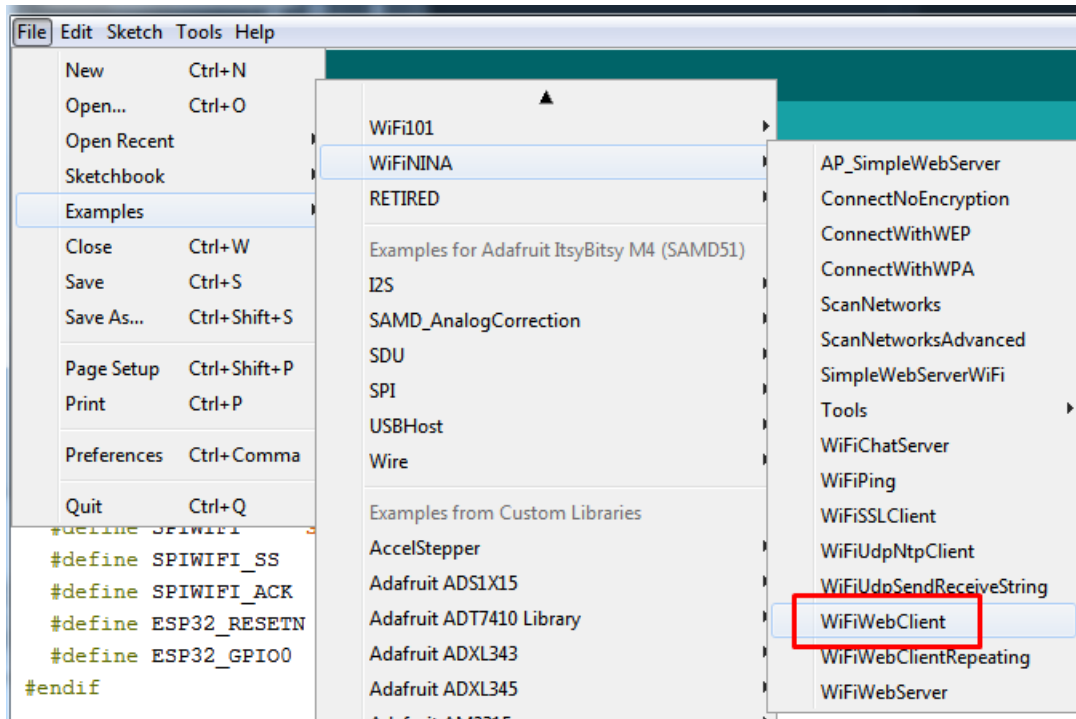 File Edit Sketch Tools Help
New Ctrl+N
Open... Ctrl+O
Open Recent
Sketchbook
Examples
Close Ctrl+W
Save Ctrl+S
Save As... Ctrl+Shift+S
Page Setup Ctrl+Shift+P
Print Ctrl+P
Preferences Ctrl+Comma
Quit Ctrl+Q
WiFi101
WiFiNINA
RETIRED
Examples for Adafruit ItsyBitsy M4 (SAMD51)
I2S
SAMD_AnalogCorrection
SDU
SPI
USBHost
Wire
Examples from Custom Libraries
AccelStepper
Adafruit ADS1X15
Adafruit ADT7410 Library
Adafruit ADXL343
Adafruit ADXL345
AP_SimpleWebServer
ConnectNoEncryption
ConnectWithWEP
ConnectWithWPA
ScanNetworks
ScanNetworksAdvanced
SimpleWebServerWiFi
Tools
WiFiChatServer
WiFiPing
WiFiSSLClient
WiFiUdpNtpClient
WiFiUdpSendReceiveString
WiFiWebClient
WiFiWebClientRepeating
WiFiWebServer
#define SPIWIFI
#define SPIWIFI_SS
#define SPIWIFI_ACK
#define ESP32_RESETN
#define ESP32_GPIO0
#endif